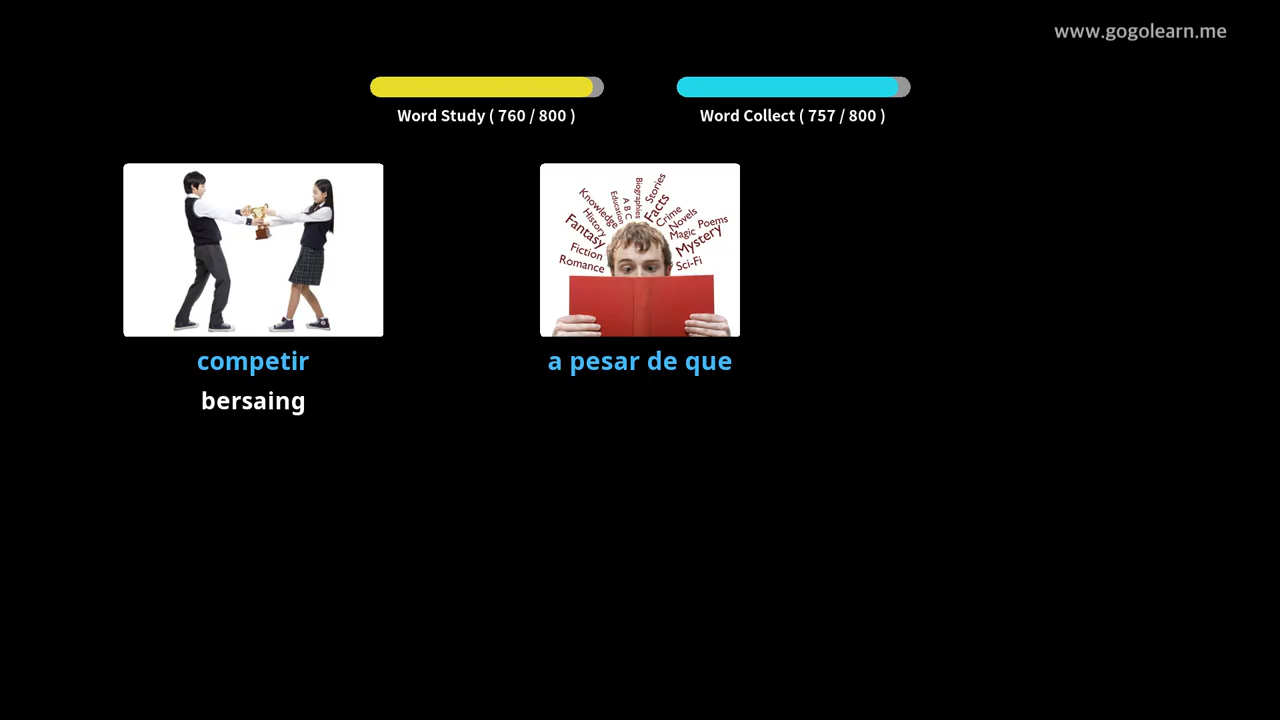 www.gogolearn.me
Word Study ( 760 / 800 )
Word Collect ( 757 / 800 )
Knowledge
Education
A B C
Biographies
Stories
Facts
Crime
Novels
Magic
Poems
Mystery
Sci-Fi
History
Fantasy
Fiction
Romance
competir
a pesar de que
bersaing